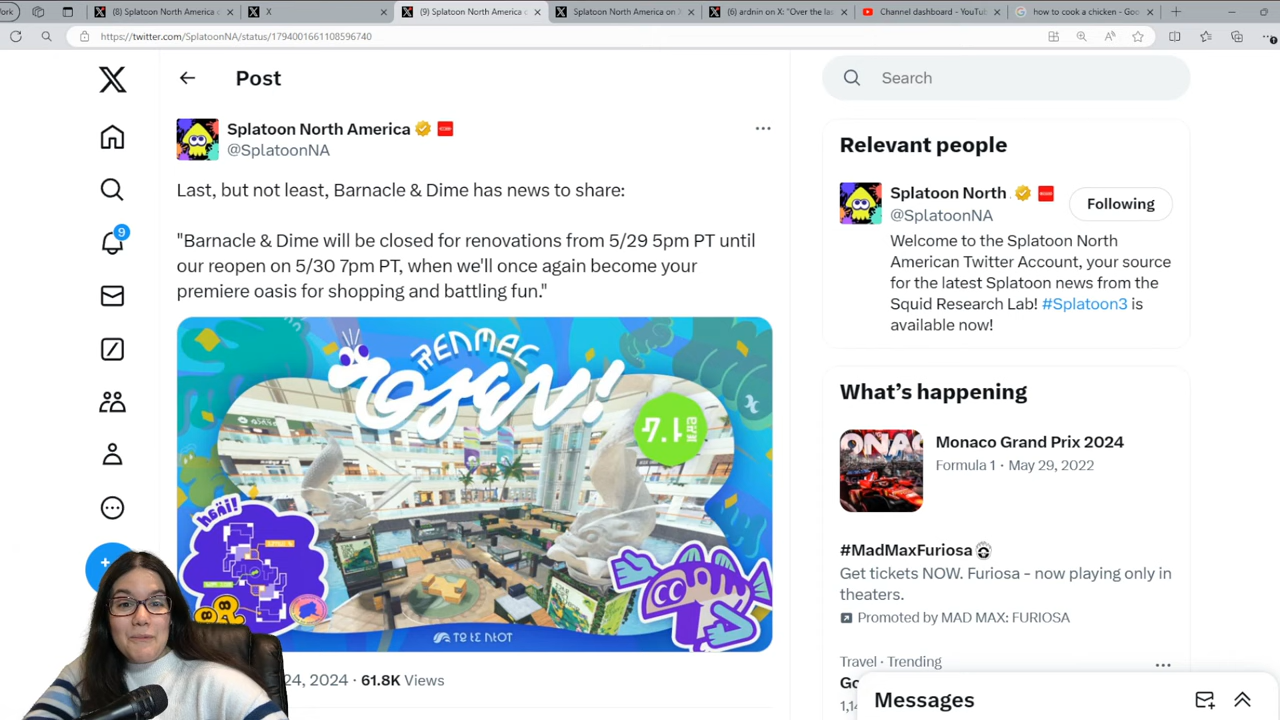 ork
(8) Splatoon North America o
X
(9) Splatoon North America o
Splatoon North America on X
(6) ardnin on X: "Over the las
Channel dashboard - YouTu
how to cook a chicken - Goo
https://twitter.com/SplatoonNA/status/1794001661108596740
Post
Search
Splatoon North America
@SplatoonNA
Last, but not least, Barnacle & Dime has news to share:
"Barnacle & Dime will be closed for renovations from 5/29 5pm PT until
our reopen on 5/30 7pm PT, when we'll once again become your
premiere oasis for shopping and battling fun."
9
Relevant people
Splatoon North
@SplatoonNA
Following
Welcome to the Splatoon North
American Twitter Account, your source
for the latest Splatoon news from the
Squid Research Lab! #Splatoon3 is
available now!
What's happening
Monaco Grand Prix 2024
Formula 1 · May 29, 2022
#MadMaxFuriosa
Get tickets NOW. Furiosa – now playing only in
theaters.
Promoted by MAD MAX: FURIOSA
Travel · Trending
Messages
24, 2024 · 61.8K Views